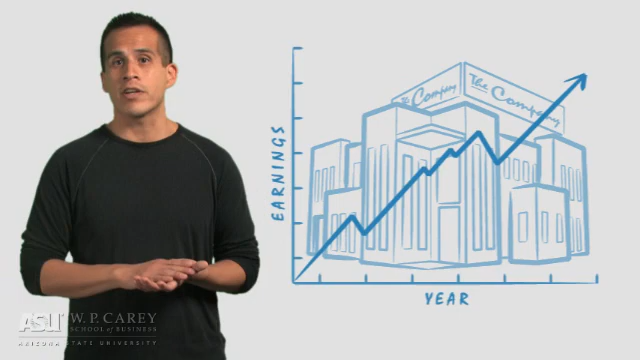 The Company
The Company
EARNINGS
YEAR
ASU W. P. CAREY
SCHOOL of BUSINESS
ARIZONA STATE UNIVERSITY